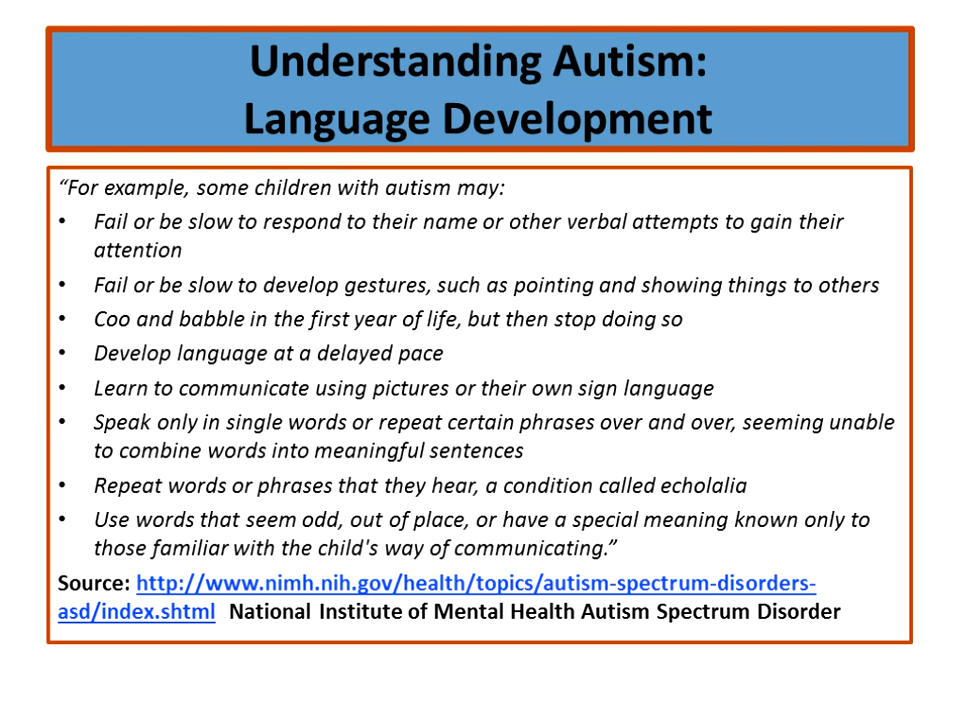 Understanding Autism:
Language Development
“For example, some children with autism may:
• Fail or be slow to respond to their name or other verbal attempts to gain their
attention
• Fail or be slow to develop gestures, such as pointing and showing things to others
• Coo and babble in the first year of life, but then stop doing so
• Develop language at a delayed pace
• Learn to communicate using pictures or their own sign language
• Speak only in single words or repeat certain phrases over and over, seeming unable
to combine words into meaningful sentences
• Repeat words or phrases that they hear, a condition called echolalia
• Use words that seem odd, out of place, or have a special meaning known only to
those familiar with the child's way of communicating.”
Source: http://www.nimh.nih.gov/health/topics/autism-spectrum-disorders-
asd/index.shtml National Institute of Mental Health Autism Spectrum Disorder